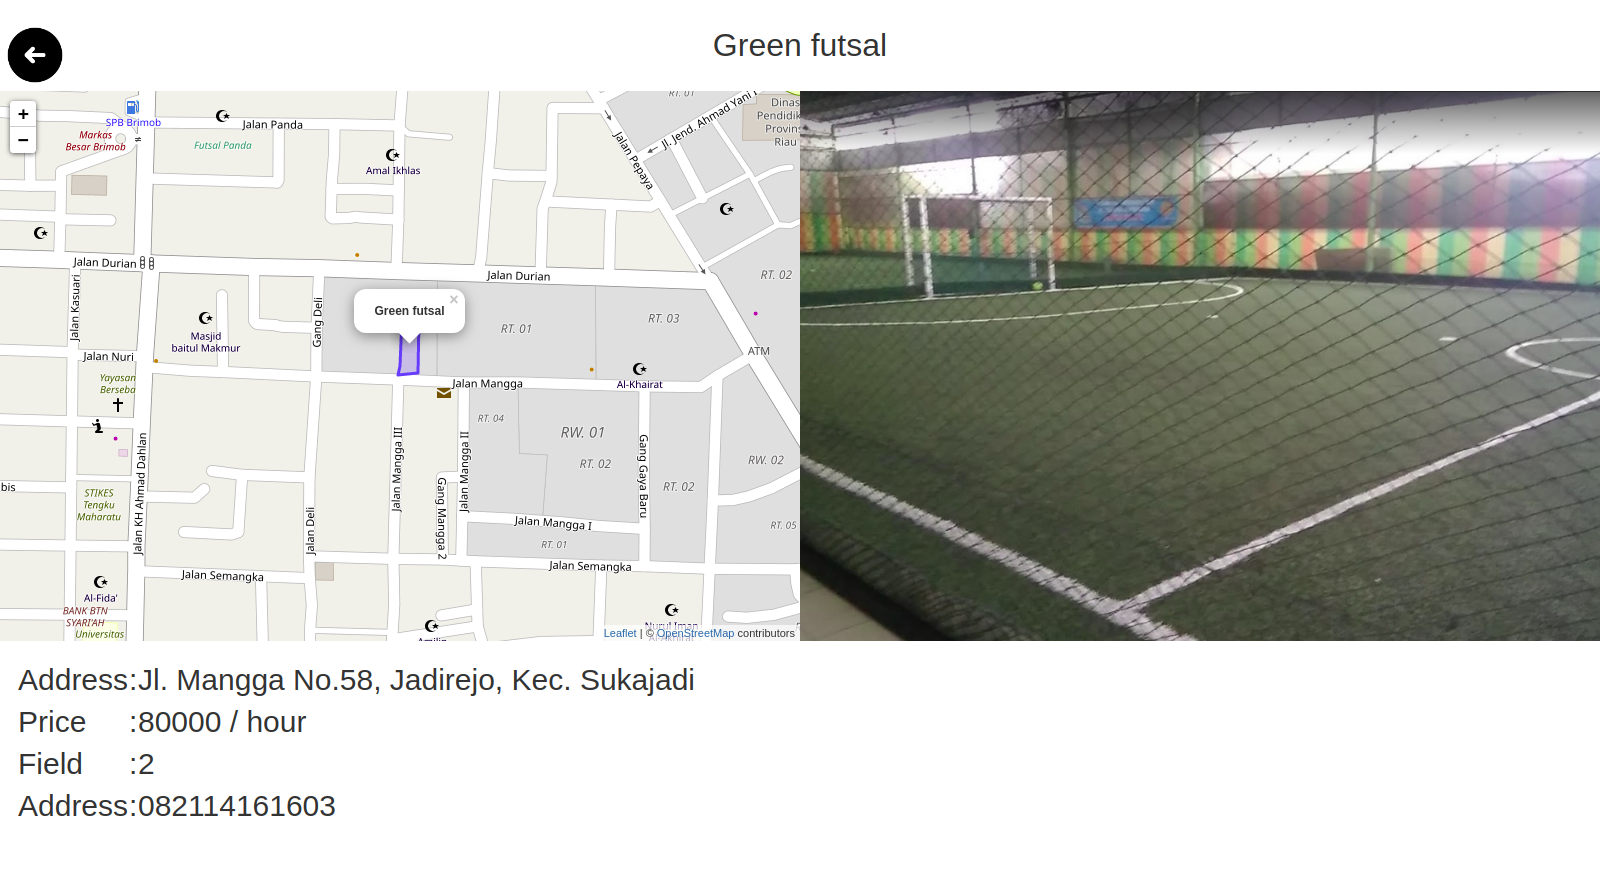 Green futsal
+
−
SPB Brimob
Markas
Besar Brimob
Jalan Panda
Futsal Panda
Amal Ikhlas
Jalan Pepaya
RT. 01
Jl. Jend. Ahmad Yani
Dinas
Pendidik
Provins
Riau
RT. 02
Jalan Durian
Jalan Durian
Jalan Kasuari
Gang Deli
Green futsal
×
RT. 01
RT. 03
ATM
Masjid
baitul Makmur
Jalan Nuri
Yayasan
Berseba
Jalan Mangga
Al-Khairat
RT. 04
RW. 01
RT. 02
RW. 02
RT. 02
RT. 05
Jalan KH Ahmad Dahlan
Jalan Mangga III
Jalan Mangga II
Gang Mangga 2
Gang Gaya Baru
bis
STIKES
Tengku
Maharatu
Jalan Deli
Jalan Mangga I
RT. 01
Jalan Semangka
Jalan Semangka
Al-Fida'
BANK BTN
SYARI'AH
Universitas
Nurul Iman
Leaflet | © OpenStreetMap contributors
Address:Jl. Mangga No.58, Jadirejo, Kec. Sukajadi
Price :80000 / hour
Field :2
Address:082114161603